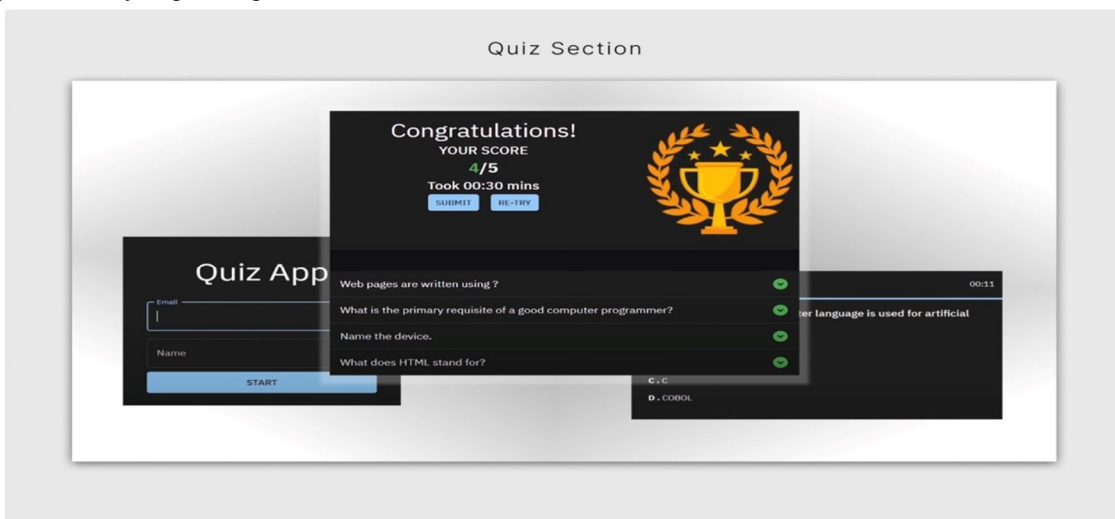 Quiz Section
Congratulations!
YOUR SCORE
4/5
Took 00:30 mins
SUBMIT RE-TRY
Web pages are written using ?
What is the primary requisite of a good computer programmer?
Name the device.
What does HTML stand for?
Quiz App
Email
Name
START
00:11
language is used for artificial
C.C
D.COBOL